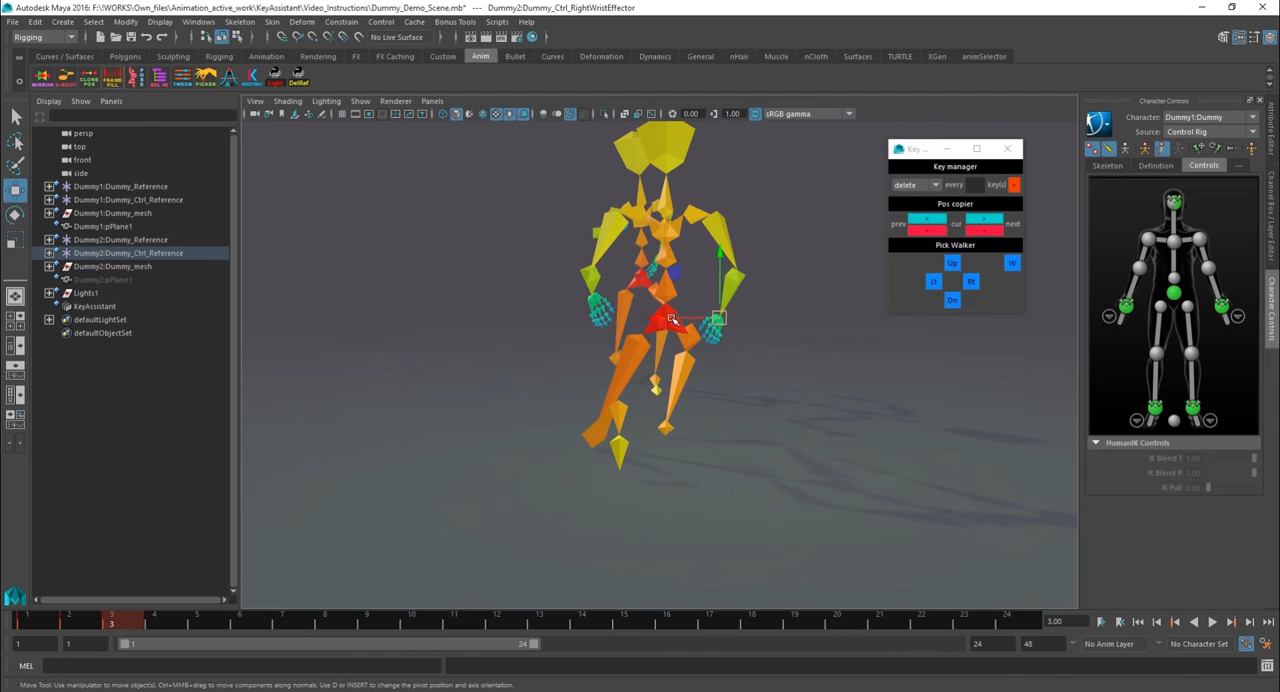 Autodesk Maya 2016: F:\!WORKS\Own_files\Animation_active_work\KeyAssistant\Video_Instructions\Dummy_Demo_Scene.mb* --- Dummy2:Dummy_Ctrl_RightWristEffector
File Edit Create Select Modify Display Windows Skeleton Skin Deform Constrain Control Cache Bonus Tools Scripts Help
Rigging No Live Surface
Curves / Surfaces Polygons Sculpting Rigging Animation Rendering FX FX Caching Custom Anim Bullet Curves Deformation Dynamics General nHair Muscle nCloth Surfaces TURTLE XGen animSelector
Display Show Panels
persp
top
front
side
Dummy1:Dummy_Reference
Dummy1:Dummy_Ctrl_Reference
Dummy1:Dummy_mesh
Dummy1:pPlane1
Dummy2:Dummy_Reference
Dummy2:Dummy_Ctrl_Reference
Dummy2:Dummy_mesh
Dummy2:pPlane1
Lights1
KeyAssistant
defaultLightSet
defaultObjectSet
View Shading Lighting Show Renderer Panels
0.00 1.00 sRGB gamma
Key ...
Key manager
delete every key(s) >
Pos copier
< >
prev cur next
Pick Walker
Up W
Lt Rt
Dn
Character Controls
Character: Dummy1:Dummy
Source: Control Rig
Skeleton Definition Controls
HumanIK Controls
IK Blend T 1.00
IK Blend R 1.00
IK Pull 0.00
Attribute Editor
Channel Box / Layer Editor
Character Controls
1 2 3 4 5 6 7 8 9 10 11 12 13 14 15 16 17 18 19 20 21 22 23 24 3.00
3
1 1 1 24 24 48 No Anim Layer No Character Set
MEL
Move Tool: Use manipulator to move object(s). Ctrl+MMB+drag to move components along normals. Use D or INSERT to change the pivot position and axis orientation.